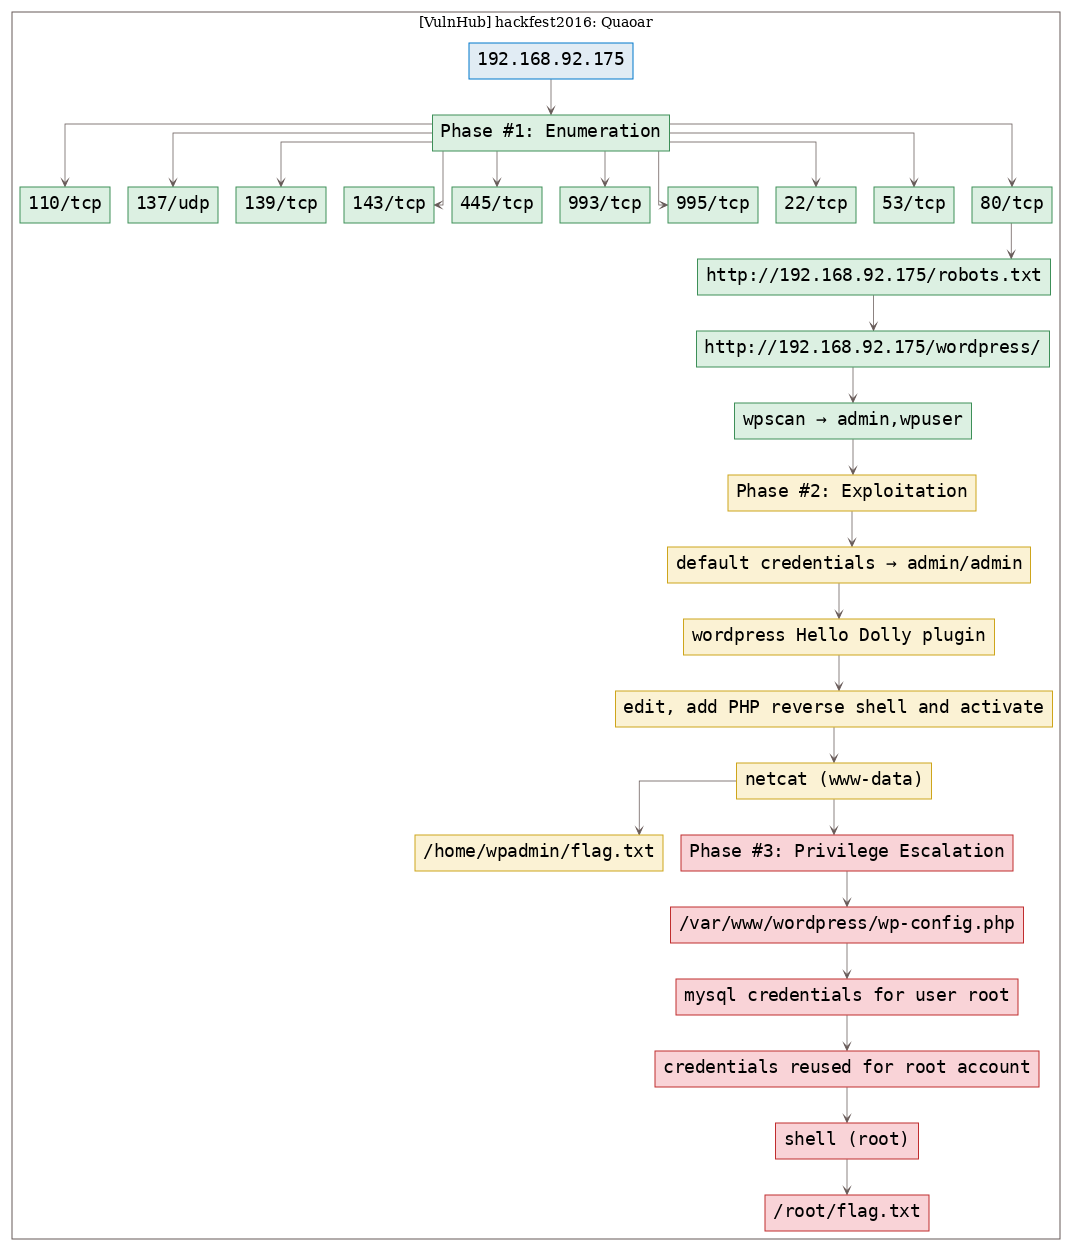 [VulnHub] hackfest2016: Quaoar
192.168.92.175
Phase #1: Enumeration
110/tcp
137/udp
139/tcp
143/tcp
445/tcp
993/tcp
995/tcp
22/tcp
53/tcp
80/tcp
http://192.168.92.175/robots.txt
http://192.168.92.175/wordpress/
wpscan → admin,wpuser
Phase #2: Exploitation
default credentials → admin/admin
wordpress Hello Dolly plugin
edit, add PHP reverse shell and activate
netcat (www-data)
/home/wpadmin/flag.txt
Phase #3: Privilege Escalation
/var/www/wordpress/wp-config.php
mysql credentials for user root
credentials reused for root account
shell (root)
/root/flag.txt